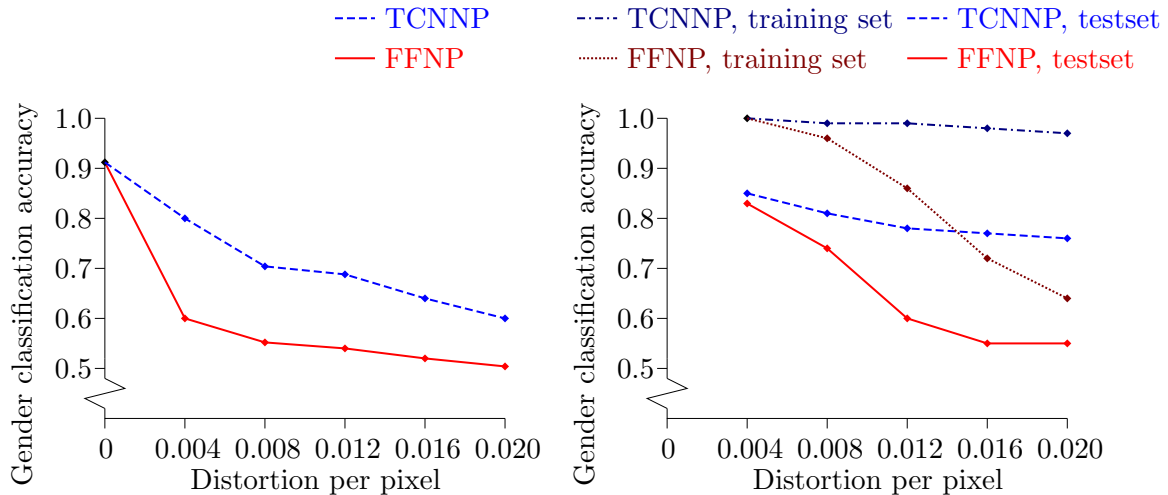 TCNNP
FFNP
Gender classification accuracy
1.0
0.9
0.8
0.7
0.6
0.5
0 0.004 0.008 0.012 0.016 0.020
Distortion per pixel
TCNNP, training set TCNNP, testset
FFNP, training set FFNP, testset
Gender classification accuracy
1.0
0.9
0.8
0.7
0.6
0.5
0 0.004 0.008 0.012 0.016 0.020
Distortion per pixel